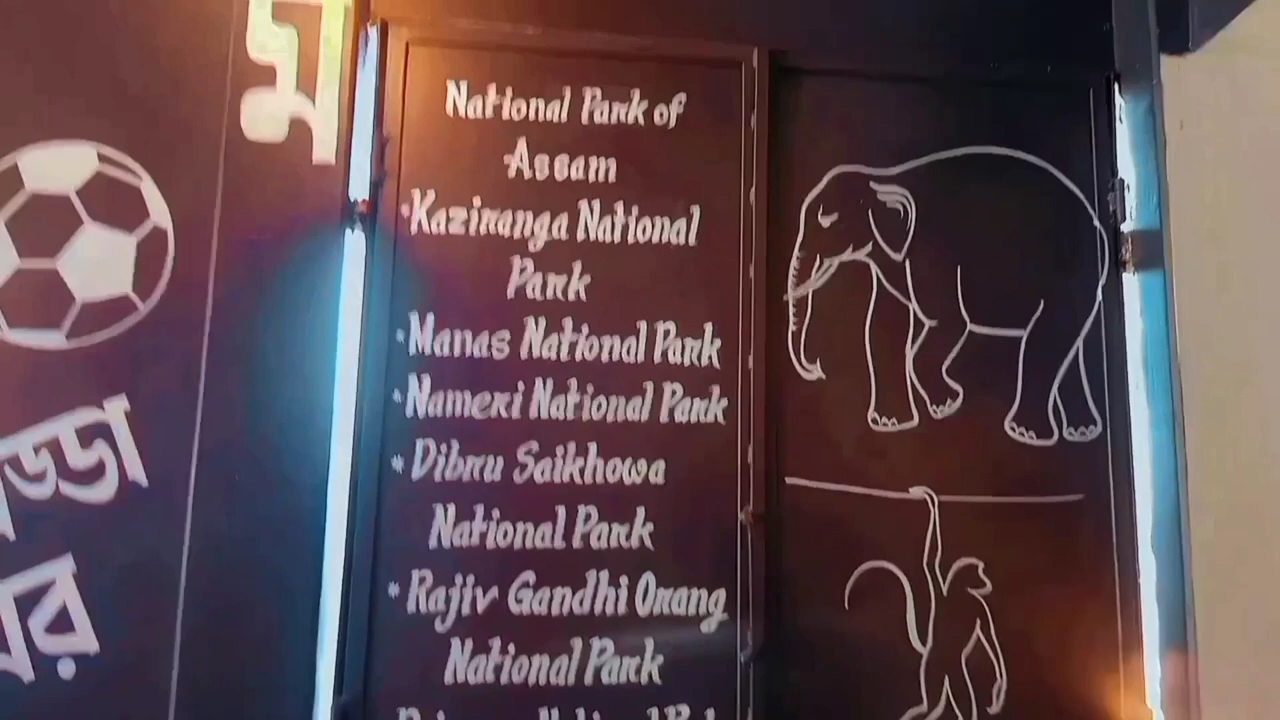 National Park of
Assam
•Kaziranga National
Park
•Manas National Park
•Nameri National Park
* Dibru Saikhowa
National Park
* Rajiv Gandhi Orang
National Park